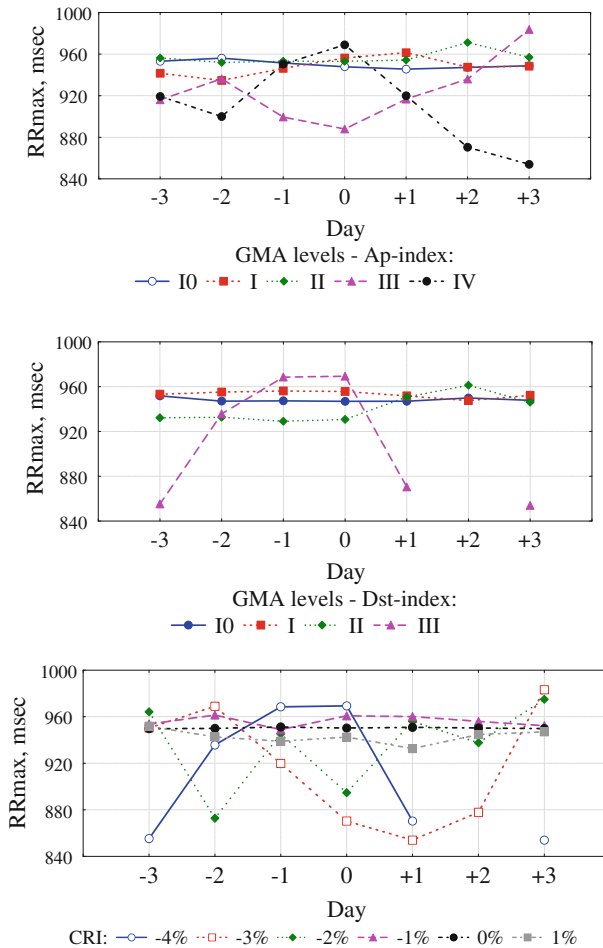 RRmax, msec
1000
960
920
880
840
-3 -2 -1 0 +1 +2 +3
Day
GMA levels - Ap-index:
I0 I II III IV
RRmax, msec
1000
960
920
880
840
-3 -2 -1 0 +1 +2 +3
Day
GMA levels - Dst-index:
I0 I II III
RRmax, msec
1000
960
920
880
840
-3 -2 -1 0 +1 +2 +3
Day
CRI: -4% -3% -2% -1% 0% 1%